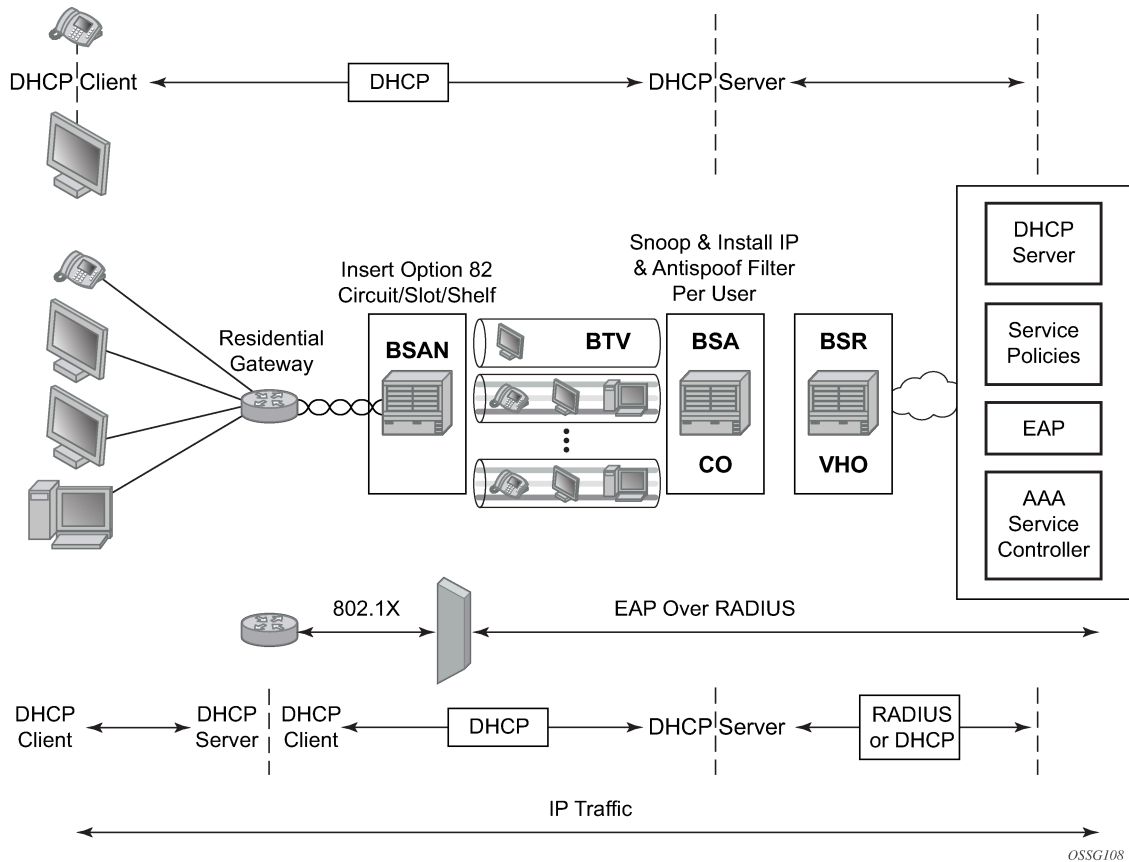 DHCP Client
DHCP
DHCP Server
Snoop & Install IP
& Antispoof Filter
Per User
Insert Option 82
Circuit/Slot/Shelf
Residential
Gateway
BSAN
BTV
BSA
CO
BSR
VHO
DHCP
Server
Service
Policies
EAP
AAA
Service
Controller
802.1X
EAP Over RADIUS
DHCP
Client
DHCP
Server
DHCP
Client
DHCP
DHCP Server
RADIUS
or DHCP
IP Traffic
OSSG108